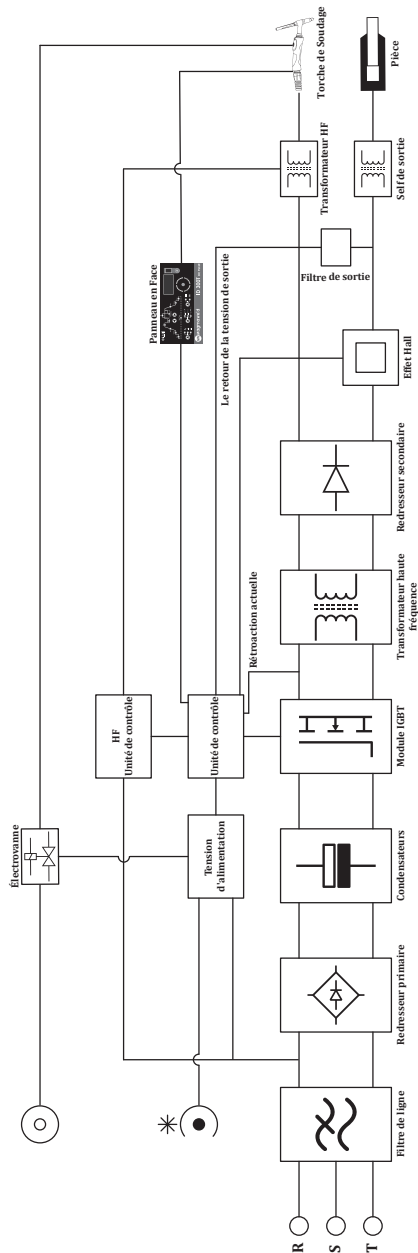 Torche de Soudage
Pièce
Transformateur HF
Self de sortie
Panneau en Face
Filtre de sortie
Le retour de la tension de sortie
Effet Hall
Redresseur secondaire
Rétroaction actuelle
Transformateur haute
fréquence
HF
Unité de contrôle
Unité de contrôle
Module IGBT
Électrovanne
Tension
d'alimentation
Condensateurs
Redresseur primaire
Filtre de ligne
R
S
T